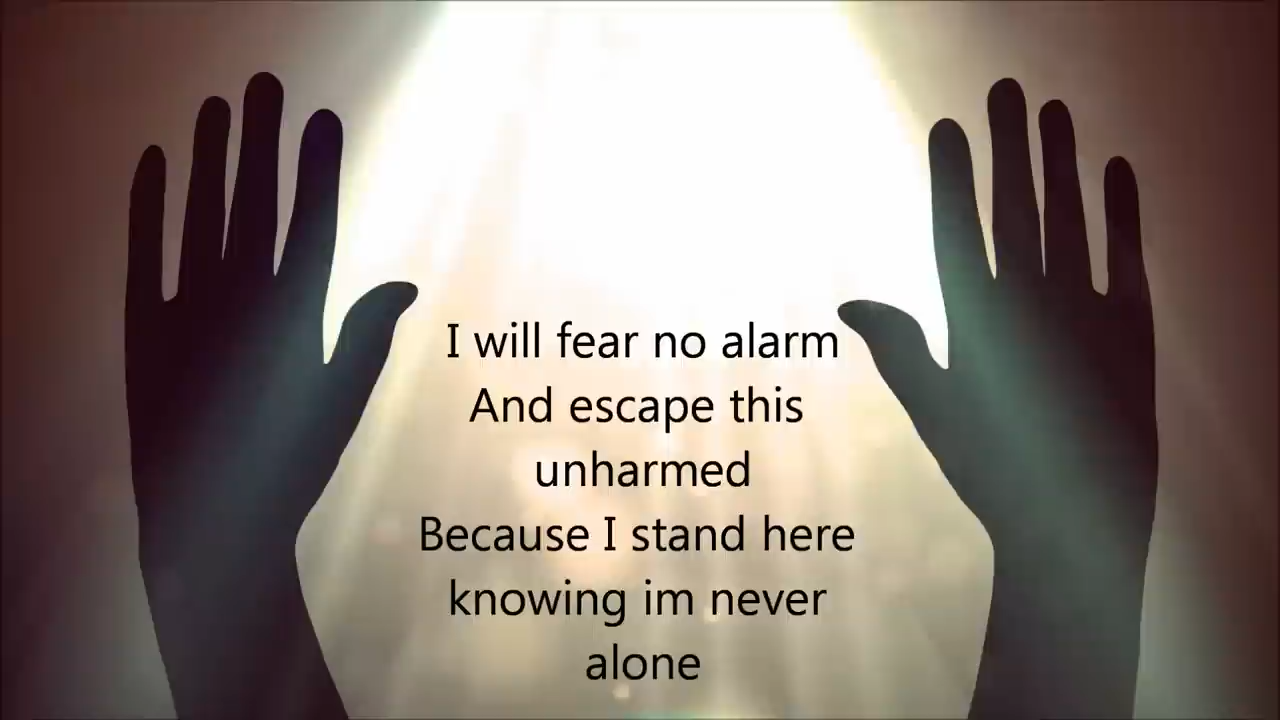 I will fear no alarm
And escape this
unharmed
Because I stand here
knowing im never
alone